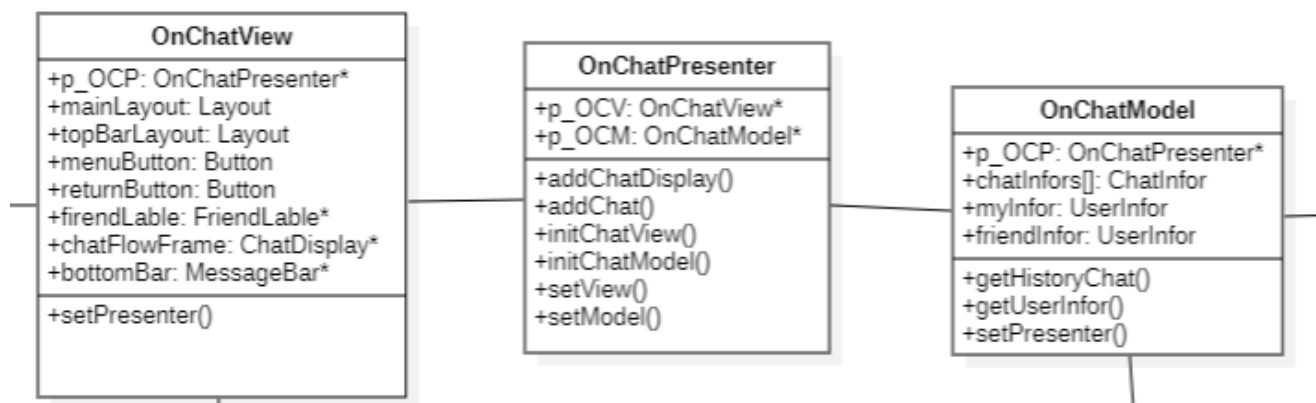 OnChatView
+p_OCP: OnChatPresenter*
+mainLayout: Layout
+topBarLayout: Layout
+menuButton: Button
+returnButton: Button
+firendLable: FriendLable*
+chatFlowFrame: ChatDisplay*
+bottomBar: MessageBar*
+setPresenter()
OnChatPresenter
+p_OCV: OnChatView*
+p_OCM: OnChatModel*
+addChatDisplay()
+addChat()
+initChatView()
+initChatModel()
+setView()
+setModel()
OnChatModel
+p_OCP: OnChatPresenter*
+chatInfors[]: ChatInfor
+myInfor: UserInfor
+friendInfor: UserInfor
+getHistoryChat()
+getUserInfor()
+setPresenter()